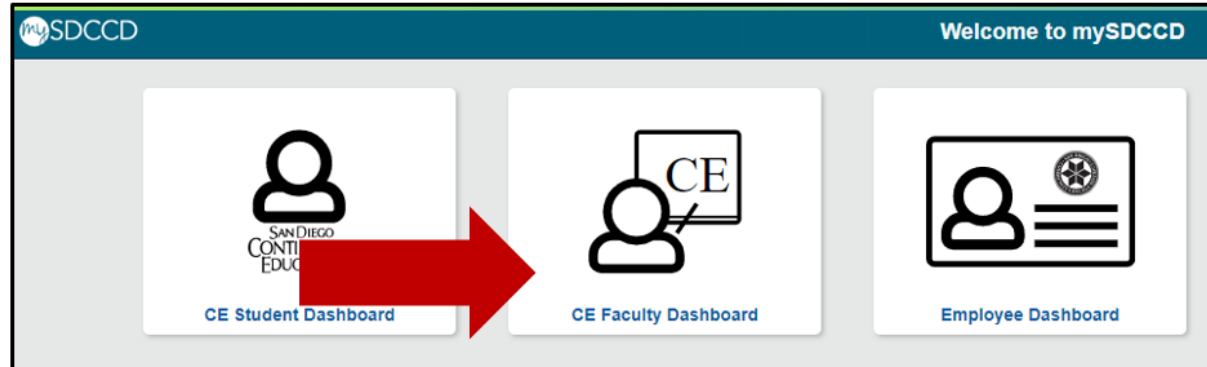 mySDCCD
Welcome to mySDCCD
SAN DIEGO
CE
CE Student Dashboard
CE Faculty Dashboard
Employee Dashboard